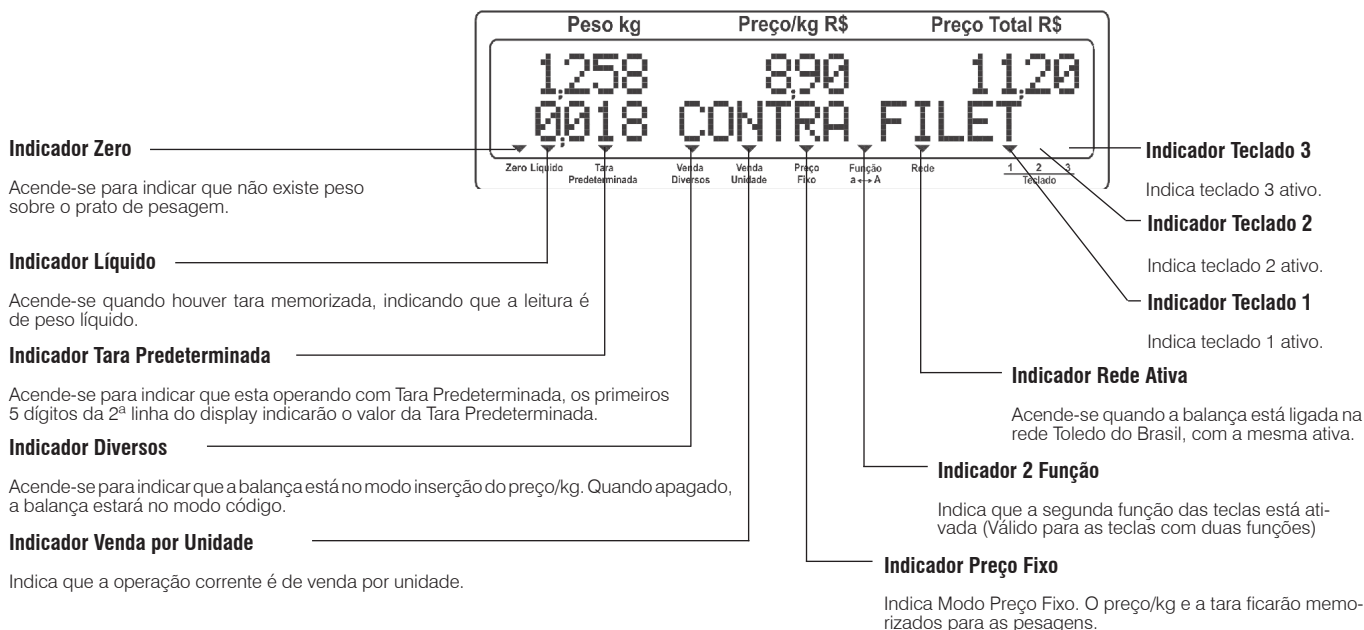 Peso kg Preço/kg R$ Preço Total R$
1,258 8,90 11,20
0,018 CONTRA FILET
Zero Líquido Tara Predeterminada Venda Diversos Venda Unidade Preço Fixo Função a↔A Rede 1 2 3 Teclado
Indicador Zero
Acende-se para indicar que não existe peso
sobre o prato de pesagem.
Indicador Líquido
Acende-se quando houver tara memorizada, indicando que a leitura é
de peso líquido.
Indicador Tara Predeterminada
Acende-se para indicar que esta operando com Tara Predeterminada, os primeiros
5 dígitos da 2ª linha do display indicarão o valor da Tara Predeterminada.
Indicador Diversos
Acende-se para indicar que a balança está no modo inserção do preço/kg. Quando apagado,
a balança estará no modo código.
Indicador Venda por Unidade
Indica que a operação corrente é de venda por unidade.
Indicador Teclado 3
Indica teclado 3 ativo.
Indicador Teclado 2
Indica teclado 2 ativo.
Indicador Teclado 1
Indica teclado 1 ativo.
Indicador Rede Ativa
Acende-se quando a balança está ligada na
rede Toledo do Brasil, com a mesma ativa.
Indicador 2 Função
Indica que a segunda função das teclas está ati-
vada (Válido para as teclas com duas funções)
Indicador Preço Fixo
Indica Modo Preço Fixo. O preço/kg e a tara ficarão memo-
rizados para as pesagens.